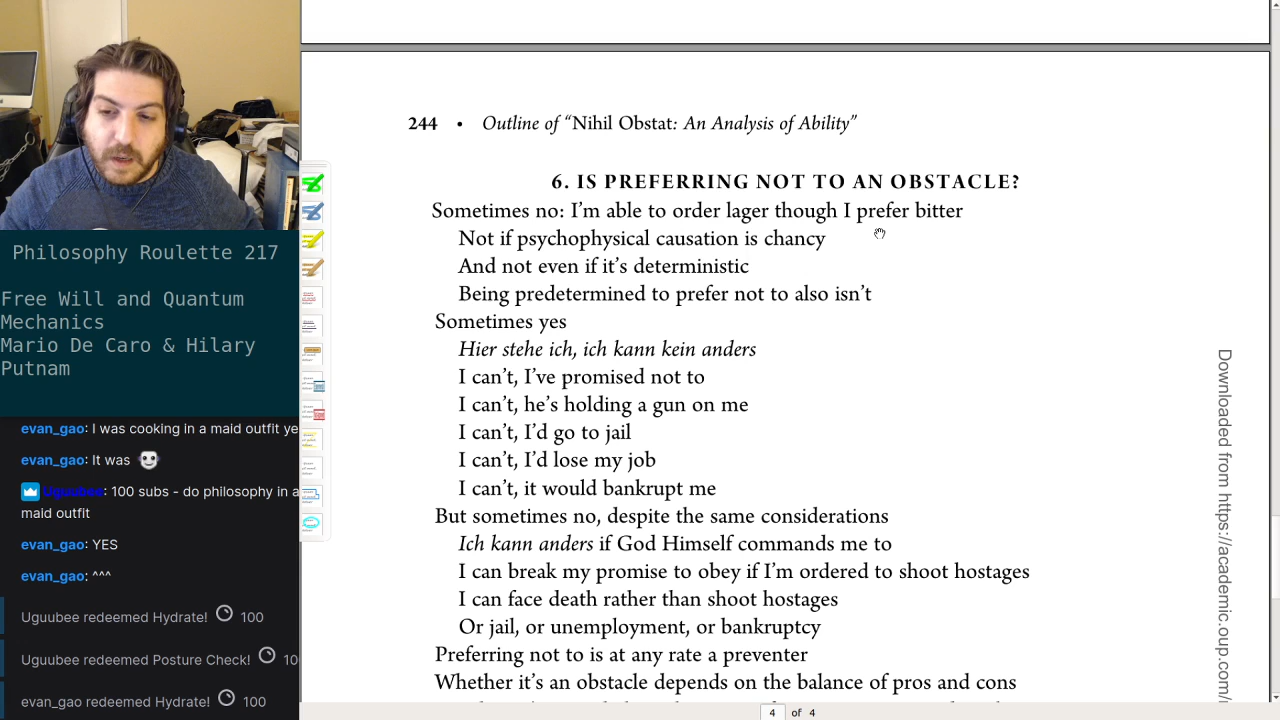 Philosophy Roulette 217
Free Will and Quantum
Mechanics
Mario De Caro & Hilary
Putnam
evan_gao: I was cooking in a maid outfit ye
evan_gao: It was
Uguubee: 100 subs - do philosophy in a
maid outfit
evan_gao: YES
evan_gao: ^^^
Uguubee redeemed Hydrate! 100
Uguubee redeemed Posture Check! 10
evan_gao redeemed Hydrate! 100
244 • Outline of “Nihil Obstat: An Analysis of Ability”
6. IS PREFERRING NOT TO AN OBSTACLE?
Sometimes no: I’m able to order lager though I prefer bitter
Not if psychophysical causation is chancy
And not even if it’s deterministic
Being predetermined to prefer not to also isn’t
Sometimes yes
Hier stehe ich, ich kann kein anders
I can’t, I’ve promised not to
I can’t, he’s holding a gun on me
I can’t, I’d go to jail
I can’t, I’d lose my job
I can’t, it would bankrupt me
But sometimes no, despite the same considerations
Ich kann anders if God Himself commands me to
I can break my promise to obey if I’m ordered to shoot hostages
I can face death rather than shoot hostages
Or jail, or unemployment, or bankruptcy
Preferring not to is at any rate a preventer
Whether it’s an obstacle depends on the balance of pros and cons
Downloaded from https://academic.oup.com/
4 of 4